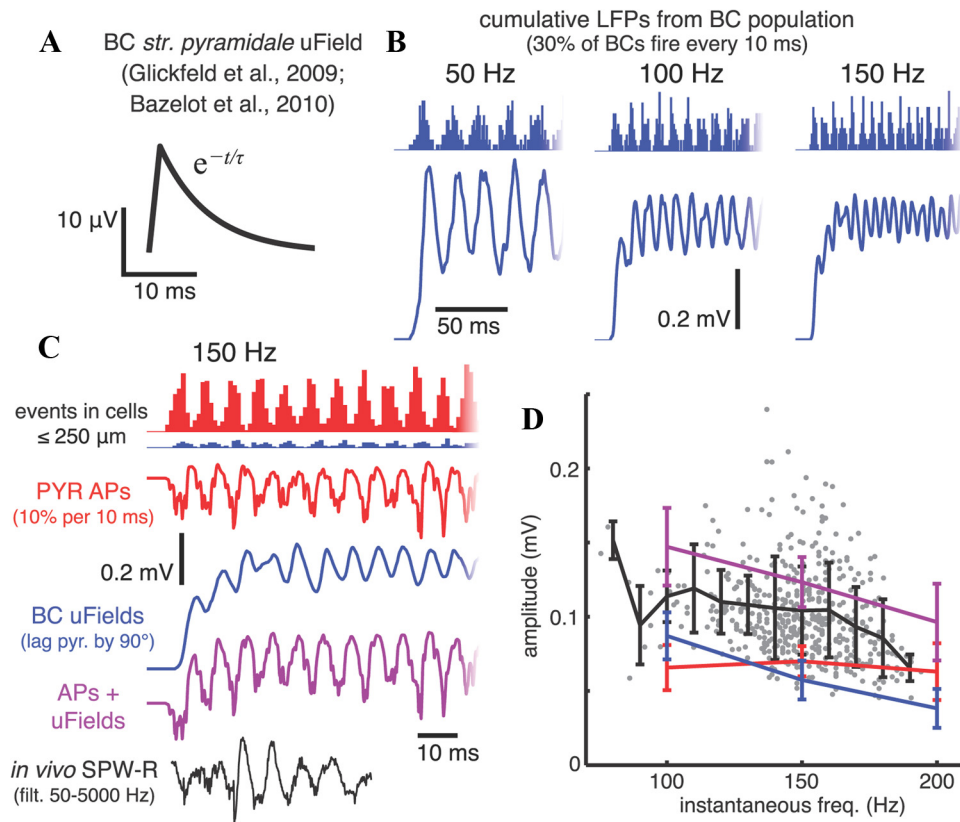 A
BC str. pyramidale uField
(Glickfeld et al., 2009;
Bazelot et al., 2010)
e−t/τ
10 µV
10 ms
B
cumulative LFPs from BC population
(30% of BCs fire every 10 ms)
50 Hz
100 Hz
150 Hz
50 ms
0.2 mV
C
150 Hz
events in cells
≤ 250 µm
PYR APs
(10% per 10 ms)
0.2 mV
BC uFields
(lag pyr. by 90°)
APs +
uFields
10 ms
in vivo SPW-R
(filt. 50-5000 Hz)
D
0.2
0.1
0
amplitude (mV)
100
150
200
instantaneous freq. (Hz)